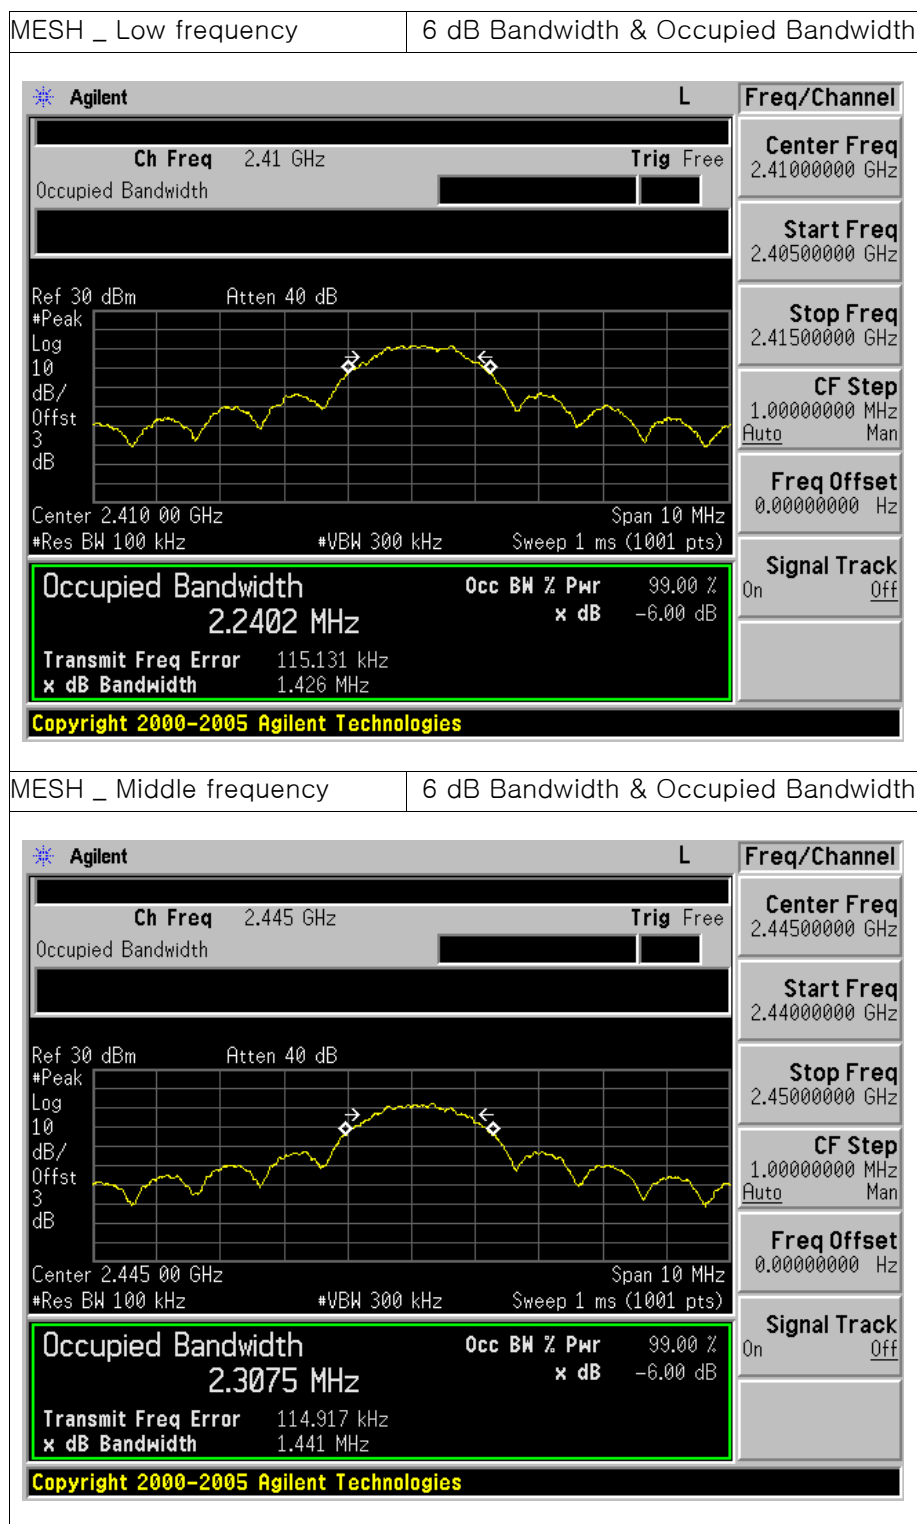 MESH _ Low frequency
6 dB Bandwidth & Occupied Bandwidth
Agilent
L
Freq/Channel
Ch Freq 2.41 GHz
Trig Free
Occupied Bandwidth
Center Freq
2.41000000 GHz
Start Freq
2.40500000 GHz
Stop Freq
2.41500000 GHz
CF Step
1.00000000 MHz
Auto Man
Freq Offset
0.00000000 Hz
Signal Track
On Off
Ref 30 dBm
Atten 40 dB
#Peak
Log
10
dB/
Offst
3
dB
Center 2.410 00 GHz
Span 10 MHz
#Res BW 100 kHz
#VBW 300 kHz
Sweep 1 ms (1001 pts)
Occupied Bandwidth
2.2402 MHz
Occ BW % Pwr 99.00 %
x dB -6.00 dB
Transmit Freq Error 115.131 kHz
x dB Bandwidth 1.426 MHz
Copyright 2000-2005 Agilent Technologies
MESH _ Middle frequency
6 dB Bandwidth & Occupied Bandwidth
Agilent
L
Freq/Channel
Ch Freq 2.445 GHz
Trig Free
Occupied Bandwidth
Center Freq
2.44500000 GHz
Start Freq
2.44000000 GHz
Stop Freq
2.45000000 GHz
CF Step
1.00000000 MHz
Auto Man
Freq Offset
0.00000000 Hz
Signal Track
On Off
Ref 30 dBm
Atten 40 dB
#Peak
Log
10
dB/
Offst
3
dB
Center 2.445 00 GHz
Span 10 MHz
#Res BW 100 kHz
#VBW 300 kHz
Sweep 1 ms (1001 pts)
Occupied Bandwidth
2.3075 MHz
Occ BW % Pwr 99.00 %
x dB -6.00 dB
Transmit Freq Error 114.917 kHz
x dB Bandwidth 1.441 MHz
Copyright 2000-2005 Agilent Technologies